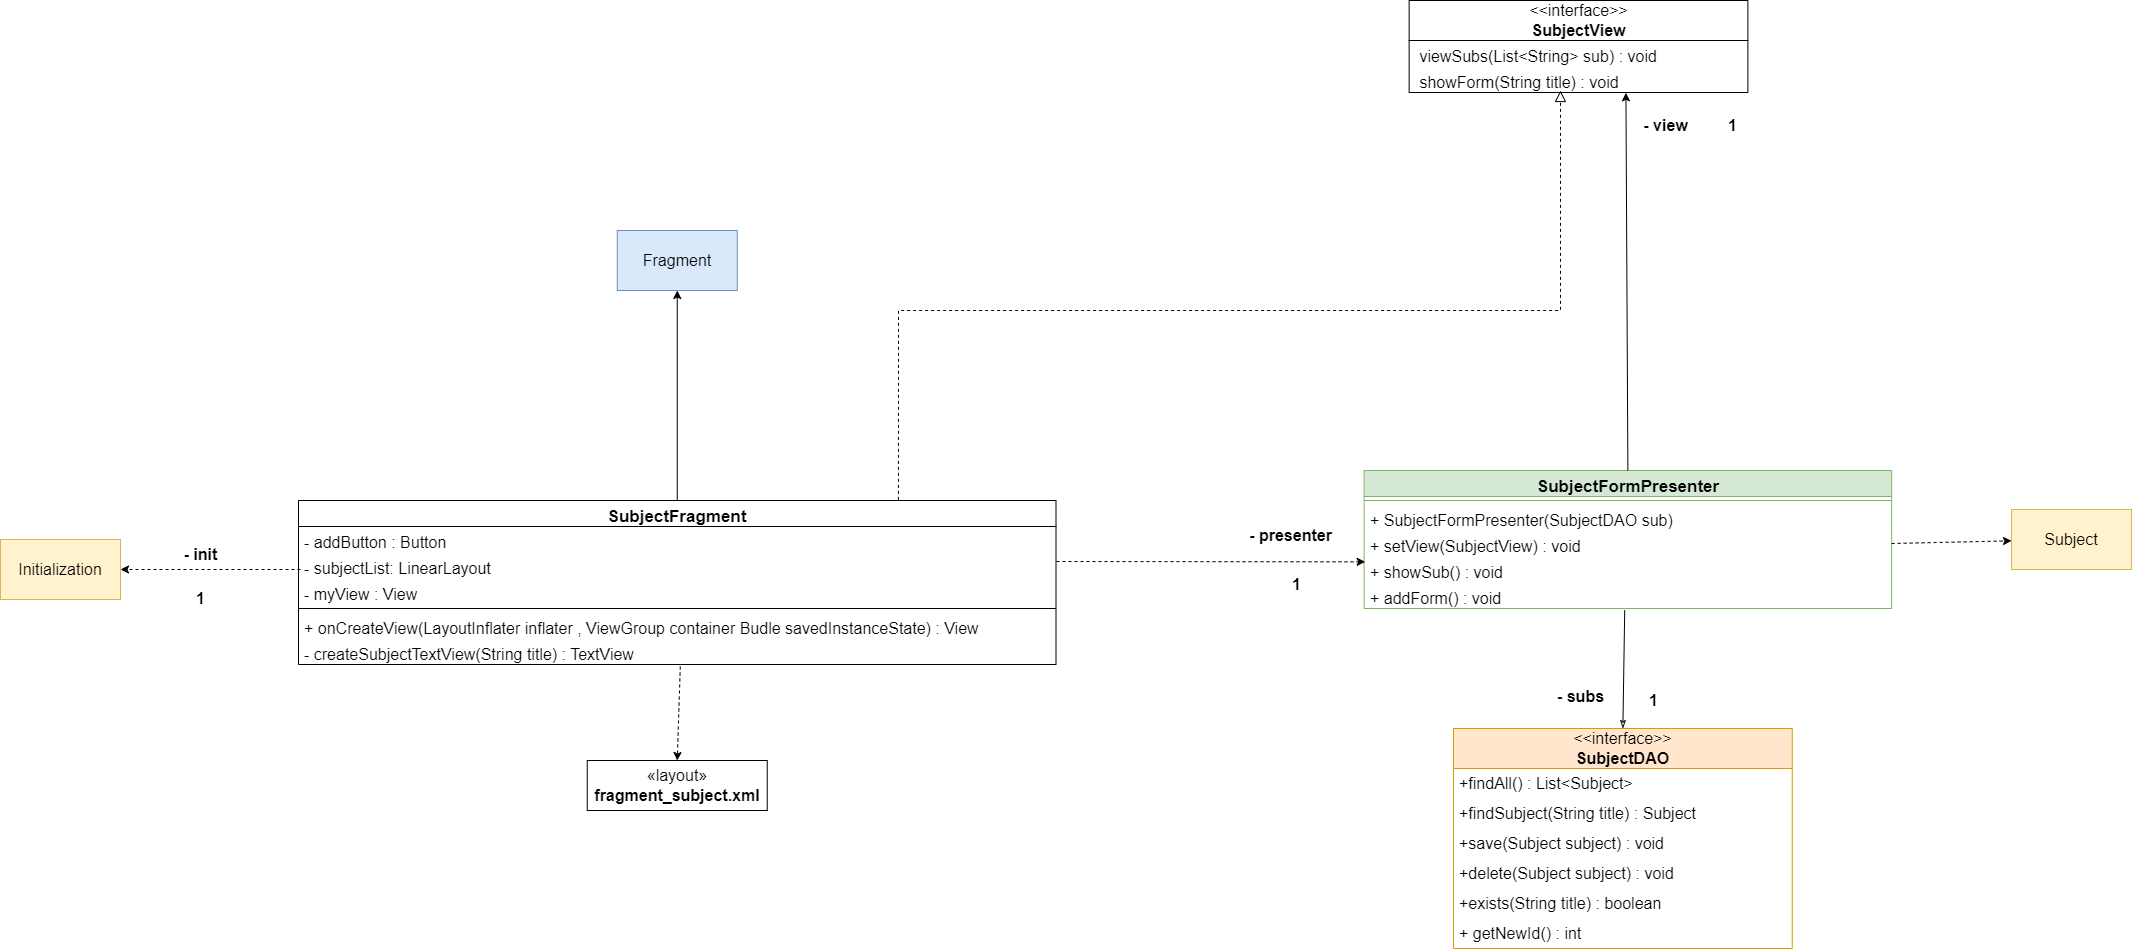 <<interface>>
SubjectView
viewSubs(List<String> sub) : void
showForm(String title) : void
- view 1
Fragment
SubjectFragment
- addButton : Button
- subjectList: LinearLayout
- myView : View
+ onCreateView(LayoutInflater inflater , ViewGroup container Budle savedInstanceState) : View
- createSubjectTextView(String title) : TextView
Initialization
- init
1
- presenter
1
SubjectFormPresenter
+ SubjectFormPresenter(SubjectDAO sub)
+ setView(SubjectView) : void
+ showSub() : void
+ addForm() : void
Subject
- subs 1
«layout»
fragment_subject.xml
<<interface>>
SubjectDAO
+findAll() : List<Subject>
+findSubject(String title) : Subject
+save(Subject subject) : void
+delete(Subject subject) : void
+exists(String title) : boolean
+ getNewId() : int